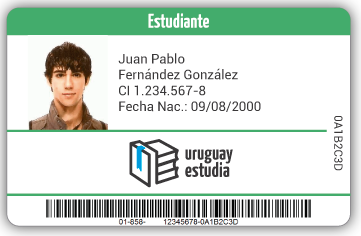 Estudiante
Juan Pablo
Fernández González
CI 1.234.567-8
Fecha Nac.: 09/08/2000
0A1B2C3D
uruguay
estudia
01-858- 12345678-0A1B2C3D